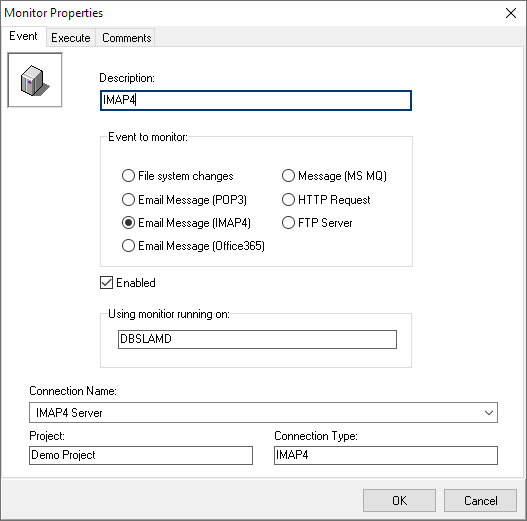 Monitor Properties
Event Execute Comments
Description:
IMAP4
Event to monitor:
File system changes
Message (MS MQ)
Email Message (POP3)
HTTP Request
Email Message (IMAP4)
FTP Server
Email Message (Office365)
Enabled
Using monitior running on:
DBSLAMD
Connection Name:
IMAP4 Server
Project:
Connection Type:
Demo Project
IMAP4
OK
Cancel